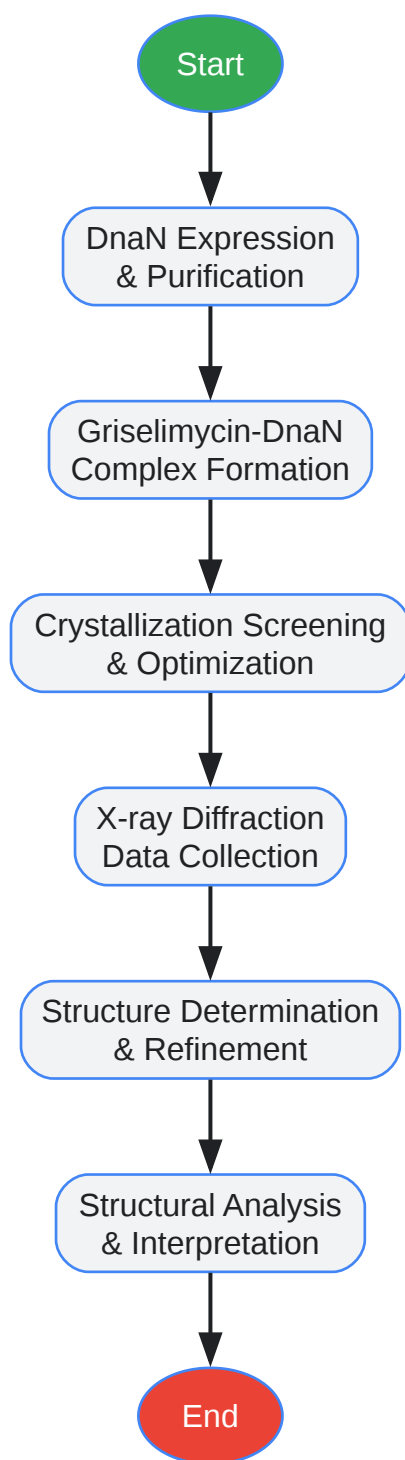 Start
DnaN Expression
& Purification
Griselimycin-DnaN
Complex Formation
Crystallization Screening
& Optimization
X-ray Diffraction
Data Collection
Structure Determination
& Refinement
Structural Analysis
& Interpretation
End